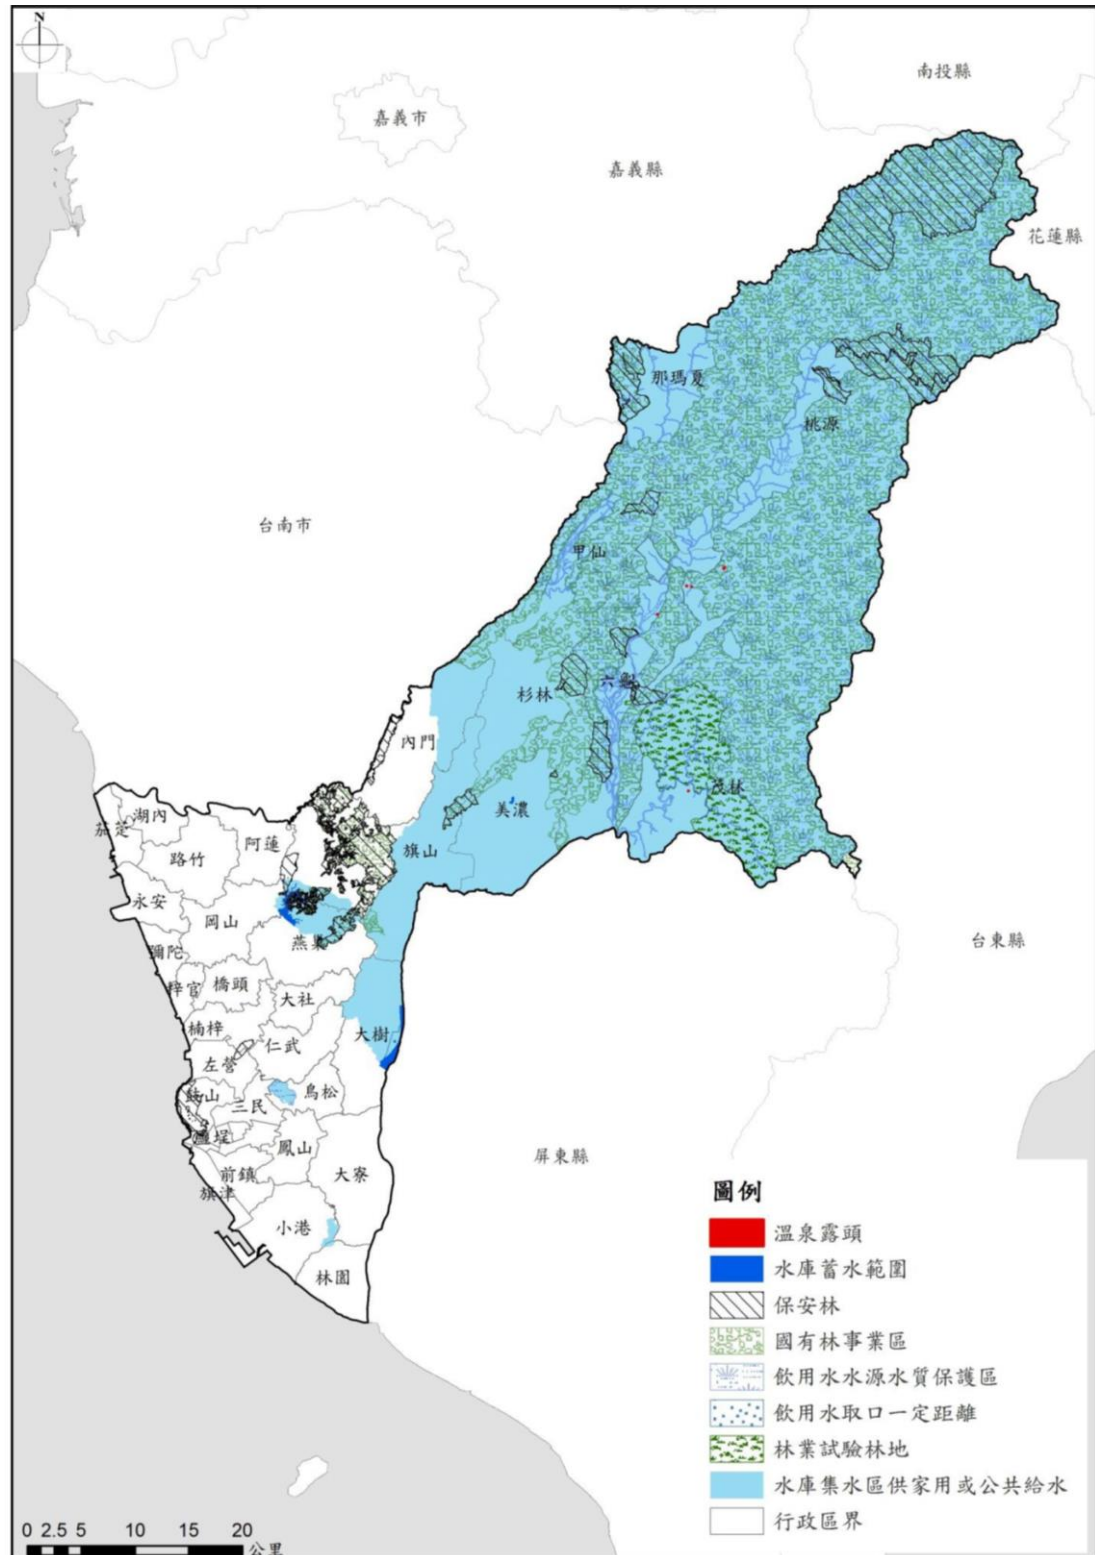 N
南投縣
嘉義市
嘉義縣
花蓮縣
那瑪夏
桃源
台南市
甲仙
杉林
六龜
內門
美濃
茂林
湖內
茄萣
阿蓮
旗山
路竹
永安
岡山
燕巢
台東縣
彌陀
梓官
橋頭
大社
楠梓
大樹
仁武
左營
鼓山
三民
鳥松
鹽埕
鳳山
屏東縣
前鎮
大寮
旗津
小港
林園
圖例
溫泉露頭
水庫蓄水範圍
保安林
國有林事業區
飲用水水源水質保護區
飲用水取口一定距離
林業試驗林地
水庫集水區供家用或公共給水
行政區界
0 2.5 5 10 15 20
公里